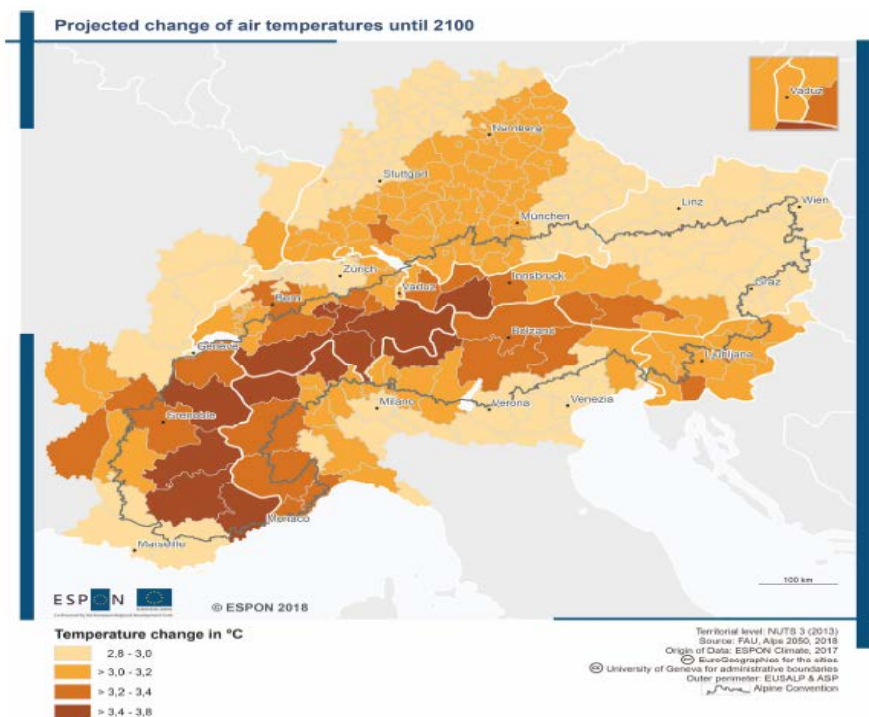 Projected change of air temperatures until 2100
Vaduz
Nürnberg
Stuttgart
Linz
Wien
München
Zürich
Innsbruck
Vaduz
Bern
Graz
Bolzano
Genève
Ljubljana
Milano
Verona
Venezia
Grenoble
Monaco
Marseille
100 km
ESPON
© ESPON 2018
Temperature change in °C
2,8 - 3,0
> 3,0 - 3,2
> 3,2 - 3,4
> 3,4 - 3,8
Territorial level: NUTS 3 (2013)
Source: FAU, Alps 2050, 2018
Origin of Data: ESPON Climate, 2017
EuroGeographics for the cities
University of Geneva for administrative boundaries
Outer perimeter: EUSALP & ASP
Alpine Convention